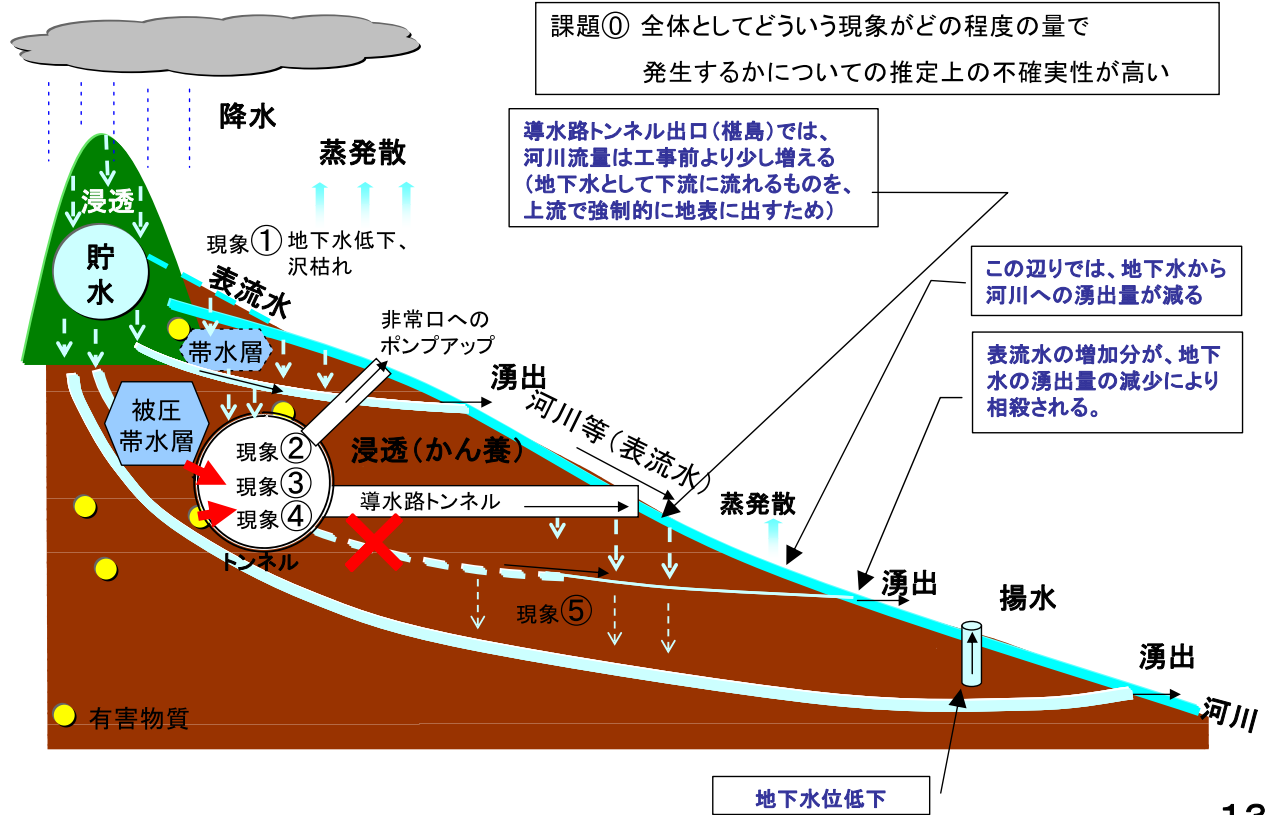 課題⓪ 全体としてどういう現象がどの程度の量で
発生するかについての推定上の不確実性が高い
降水
蒸発散
導水路トンネル出口(椹島)では、
河川流量は工事前より少し増える
(地下水として下流に流れるものを、
上流で強制的に地表に出すため)
浸透
貯
水
現象① 地下水低下、
沢枯れ
表流水
この辺りでは、地下水から
河川への湧出量が減る
非常口への
ポンプアップ
帯水層
表流水の増加分が、地下
水の湧出量の減少により
相殺される。
湧出
河川等(表流水)
被圧
帯水層
現象②
浸透(かん養)
現象③
現象④
導水路トンネル
蒸発散
トンネル
湧出
揚水
現象⑤
湧出
有害物質
河川
地下水位低下
13